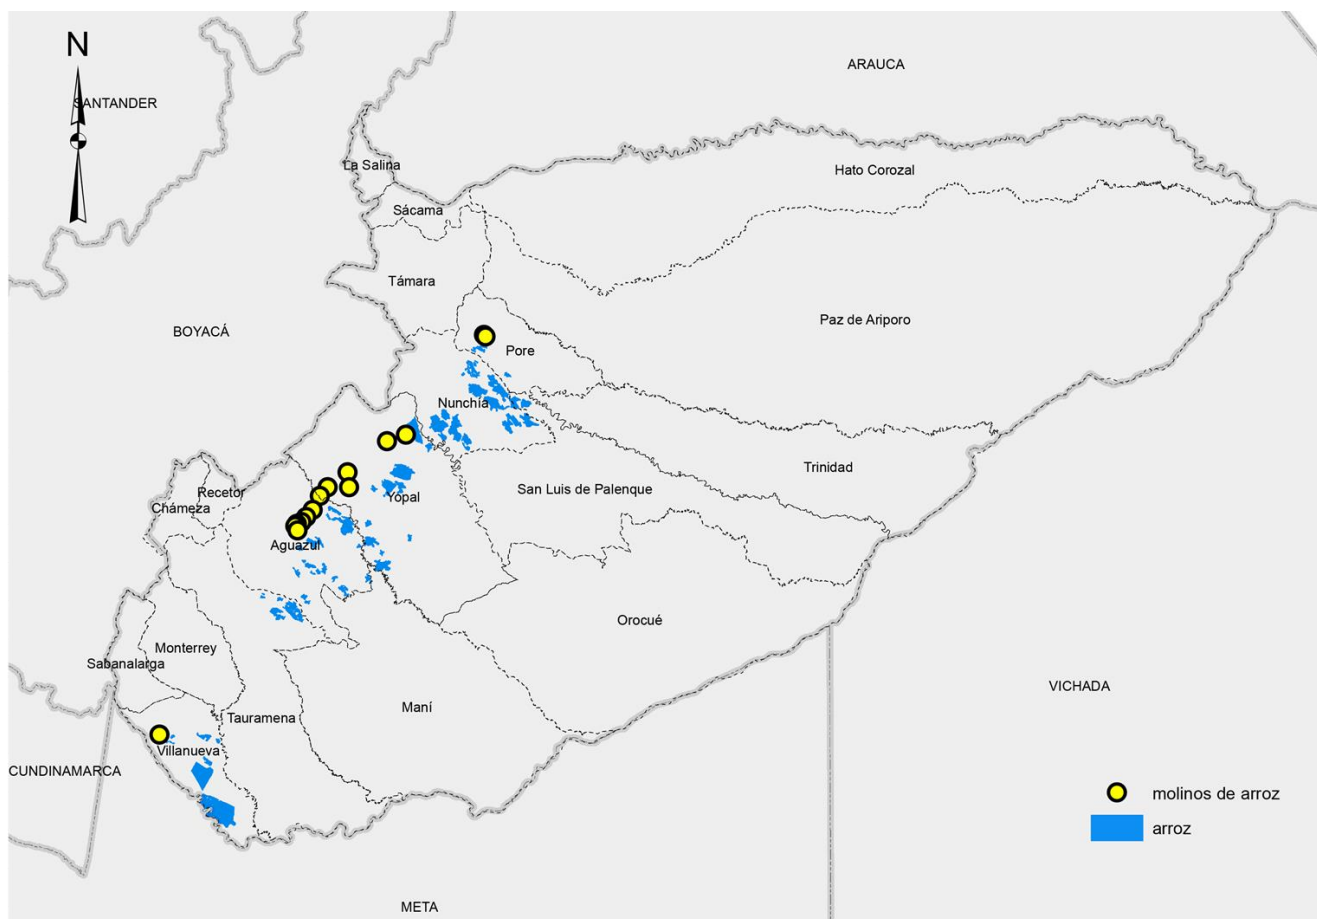 N
ARAUCA
SANTANDER
La Salina
Hato Corozal
Sácama
Támara
Paz de Ariporo
BOYACÁ
Pore
Nunchía
Trinidad
San Luis de Palenque
Recetor
Yopal
Chámeza
Aguazul
Orocué
Monterrey
Sabanalarga
VICHADA
Maní
Tauramena
Villanueva
CUNDINAMARCA
molinos de arroz
arroz
META